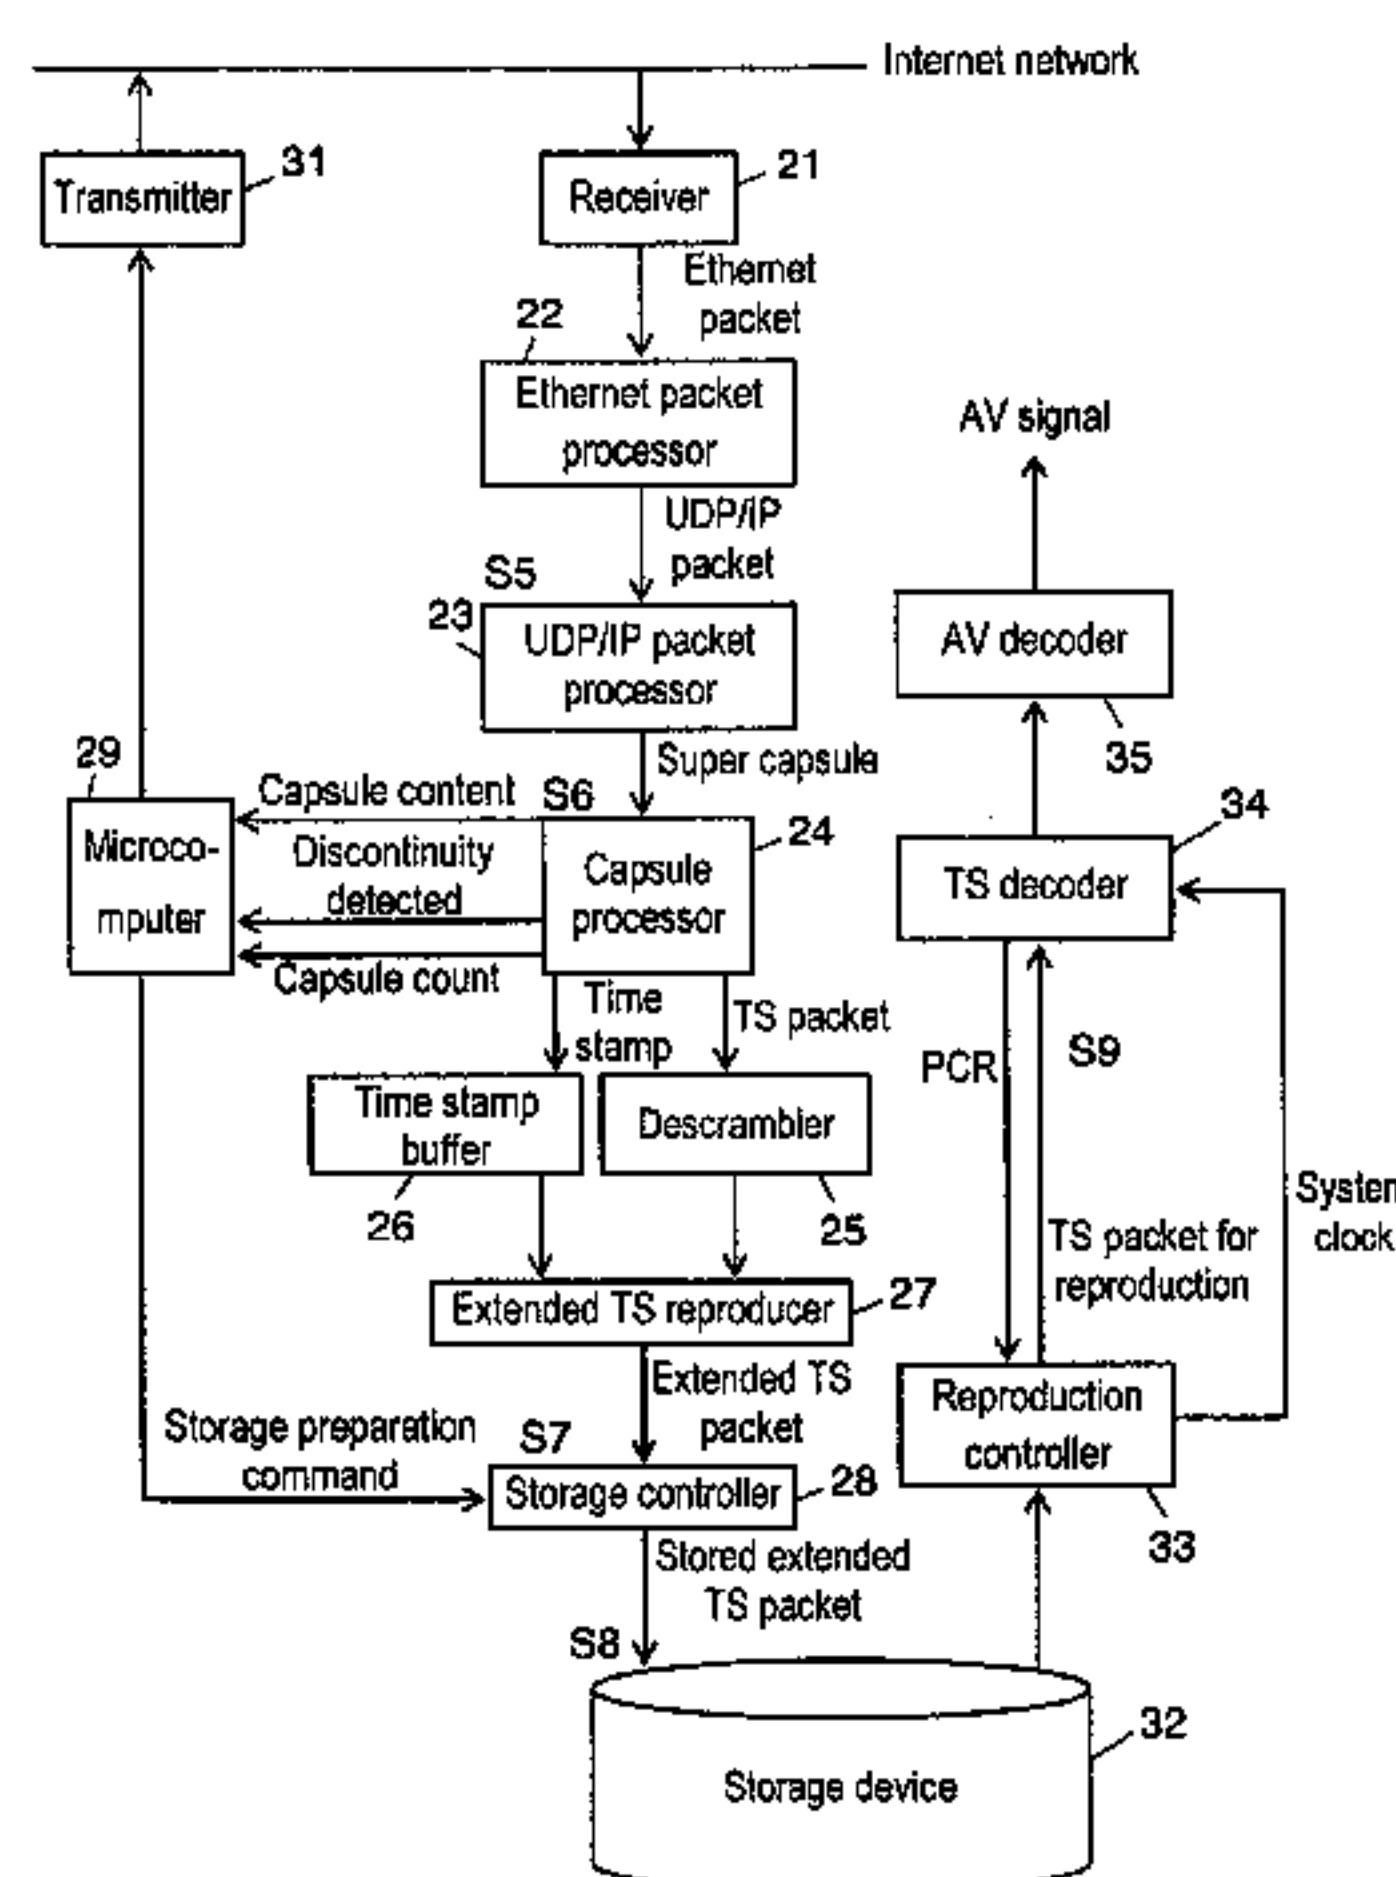 Internet network
Transmitter
31
Receiver
21
Ethernet
packet
22
Ethernet packet
processor
AV signal
UDP/IP
packet
S5
23
UDP/IP packet
processor
AV decoder
35
Super capsule
29
Capsule content
S6
24
34
Microco-
mputer
Discontinuity
detected
Capsule
processor
TS decoder
Capsule count
Time
stamp
TS packet
PCR
S9
Time stamp
buffer
Descrambler
26
25
System
clock
TS packet for
reproduction
Extended TS reproducer
27
Extended TS
packet
Reproduction
controller
Storage preparation
command
S7
Storage controller
28
33
Stored extended
TS packet
S8
32
Storage device